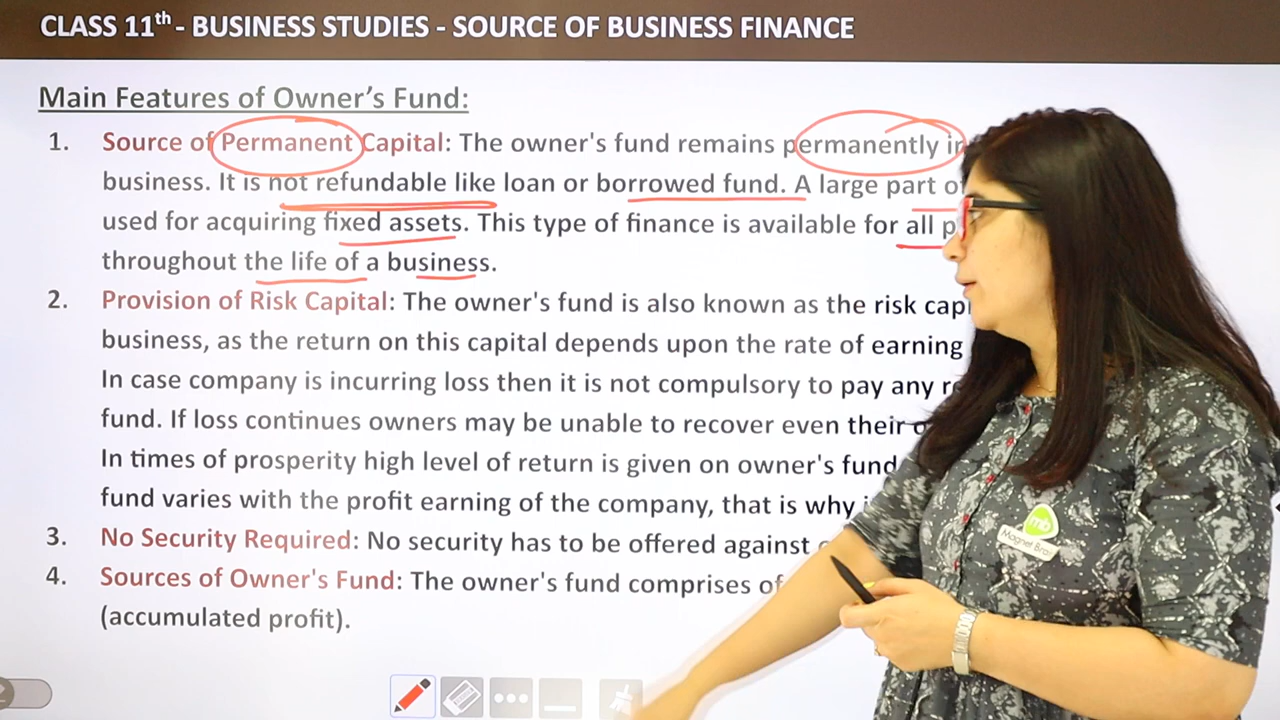 CLASS 11th - BUSINESS STUDIES - SOURCE OF BUSINESS FINANCE
Main Features of Owner's Fund:
1. Source of Permanent Capital: The owner's fund remains permanently in
business. It is not refundable like loan or borrowed fund. A large part of
used for acquiring fixed assets. This type of finance is available for all
throughout the life of a business.
2. Provision of Risk Capital: The owner's fund is also known as the risk
business, as the return on this capital depends upon the rate of earning
In case company is incurring loss then it is not compulsory to pay any
fund. If loss continues owners may be unable to recover even their
In times of prosperity high level of return is given on owner's fund
fund varies with the profit earning of the company, that is why
3. No Security Required: No security has to be offered against
4. Sources of Owner's Fund: The owner's fund comprises of
(accumulated profit).
mb
Magnet